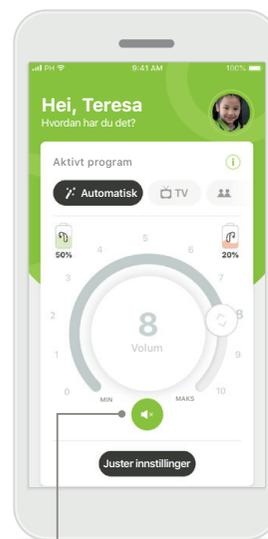 PH 9:41 AM 100%
Hei, Teresa
Hvordan har du det?
Aktivt program
i
Automatisk TV
50% 20%
5
4 6
3 7
2 8
1 9
0 10
8
Volum
MIN MAKS
Juster innstillinger